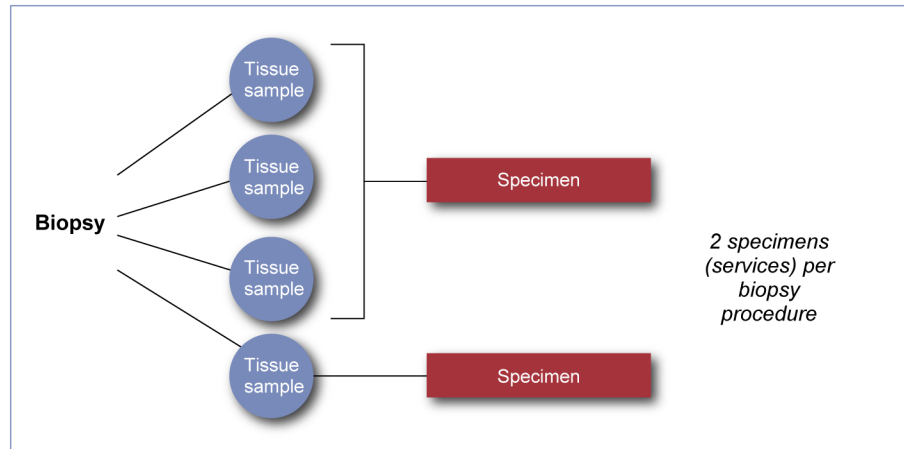 Tissue
sample
Tissue
sample
Specimen
Biopsy
Tissue
sample
2 specimens
(services) per
biopsy
procedure
Tissue
sample
Specimen